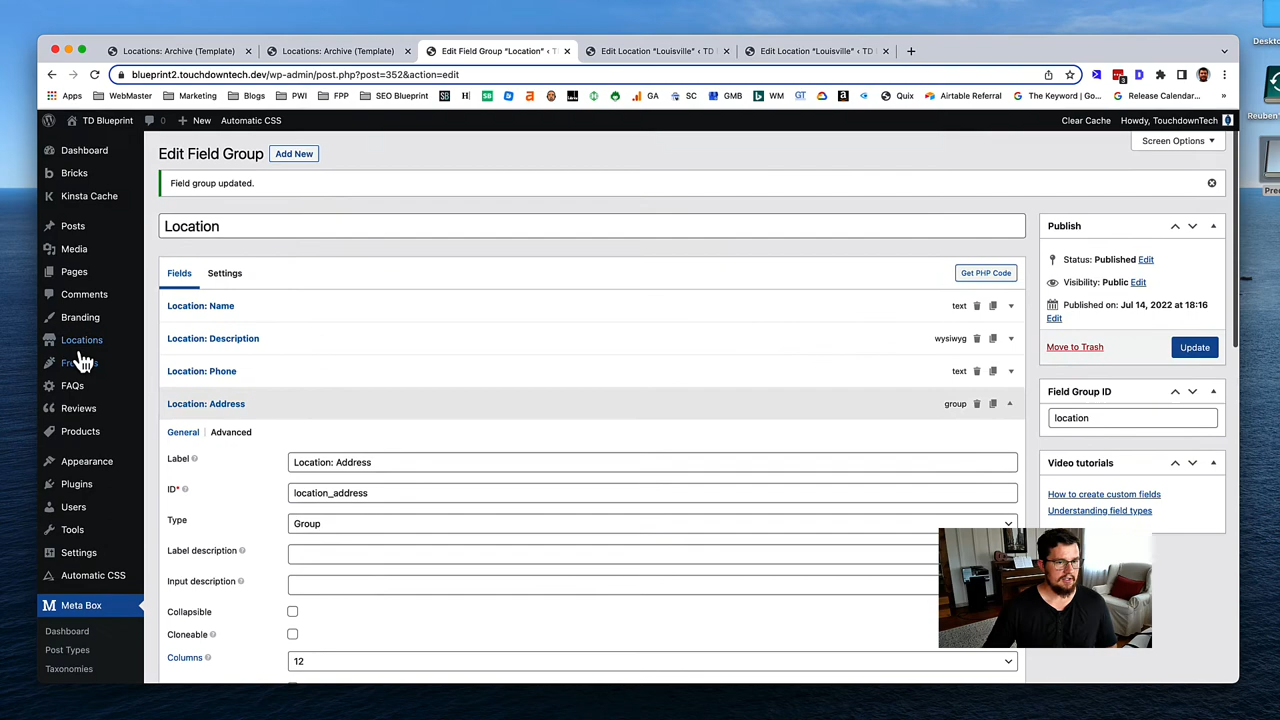 Locations: Archive (Template)
Locations: Archive (Template)
Edit Field Group "Location" ‹ T
Edit Location "Louisville" ‹ TD I
Edit Location "Louisville" ‹ TD I
Desktop
blueprint2.touchdowntech.dev/wp-admin/post.php?post=352&action=edit
Apps
WebMaster
Marketing
Blogs
PWI
FPP
SEO Blueprint
GA
SC
GMB
WM
GT
Quix
Airtable Referral
The Keyword | Go...
Release Calendar...
Reuben'
TD Blueprint
0
New
Automatic CSS
Clear Cache
Howdy, TouchdownTech
Screen Options
Dashboard
Bricks
Kinsta Cache
Posts
Media
Pages
Comments
Branding
Locations
FAQs
Reviews
Products
Appearance
Plugins
Users
Tools
Settings
Automatic CSS
Meta Box
Dashboard
Post Types
Taxonomies
Edit Field Group
Add New
Field group updated.
Location
Fields
Settings
Get PHP Code
Location: Name
text
Location: Description
wysiwyg
Location: Phone
text
Location: Address
group
General | Advanced
Label
Location: Address
ID*
location_address
Type
Group
Label description
Input description
Collapsible
Cloneable
Columns
12
Publish
Status: Published Edit
Visibility: Public Edit
Published on: Jul 14, 2022 at 18:16
Edit
Move to Trash
Update
Field Group ID
location
Video tutorials
How to create custom fields
Understanding field types